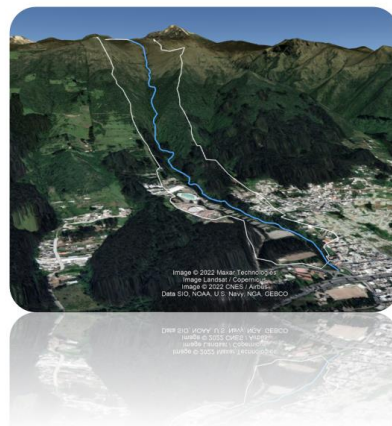 Image © 2022 Maxar Technologies
Image Landsat / Copernicus
Image © 2022 CNES / Airbus
Data SIO, NOAA, U.S. Navy, NGA, GEBCO